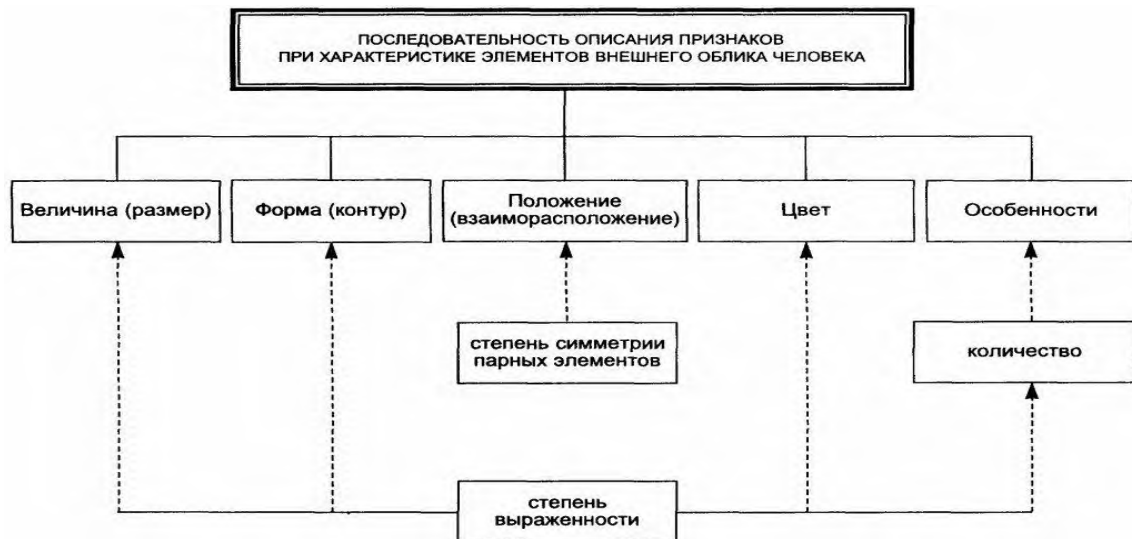 ПОСЛЕДОВАТЕЛЬНОСТЬ ОПИСАНИЯ ПРИЗНАКОВ
ПРИ ХАРАКТЕРИСТИКЕ ЭЛЕМЕНТОВ ВНЕШНЕГО ОБЛИКА ЧЕЛОВЕКА
Величина (размер)
Форма (контур)
Положение
(взаиморасположение)
Цвет
Особенности
степень симметрии
парных элементов
количество
степень
выраженности